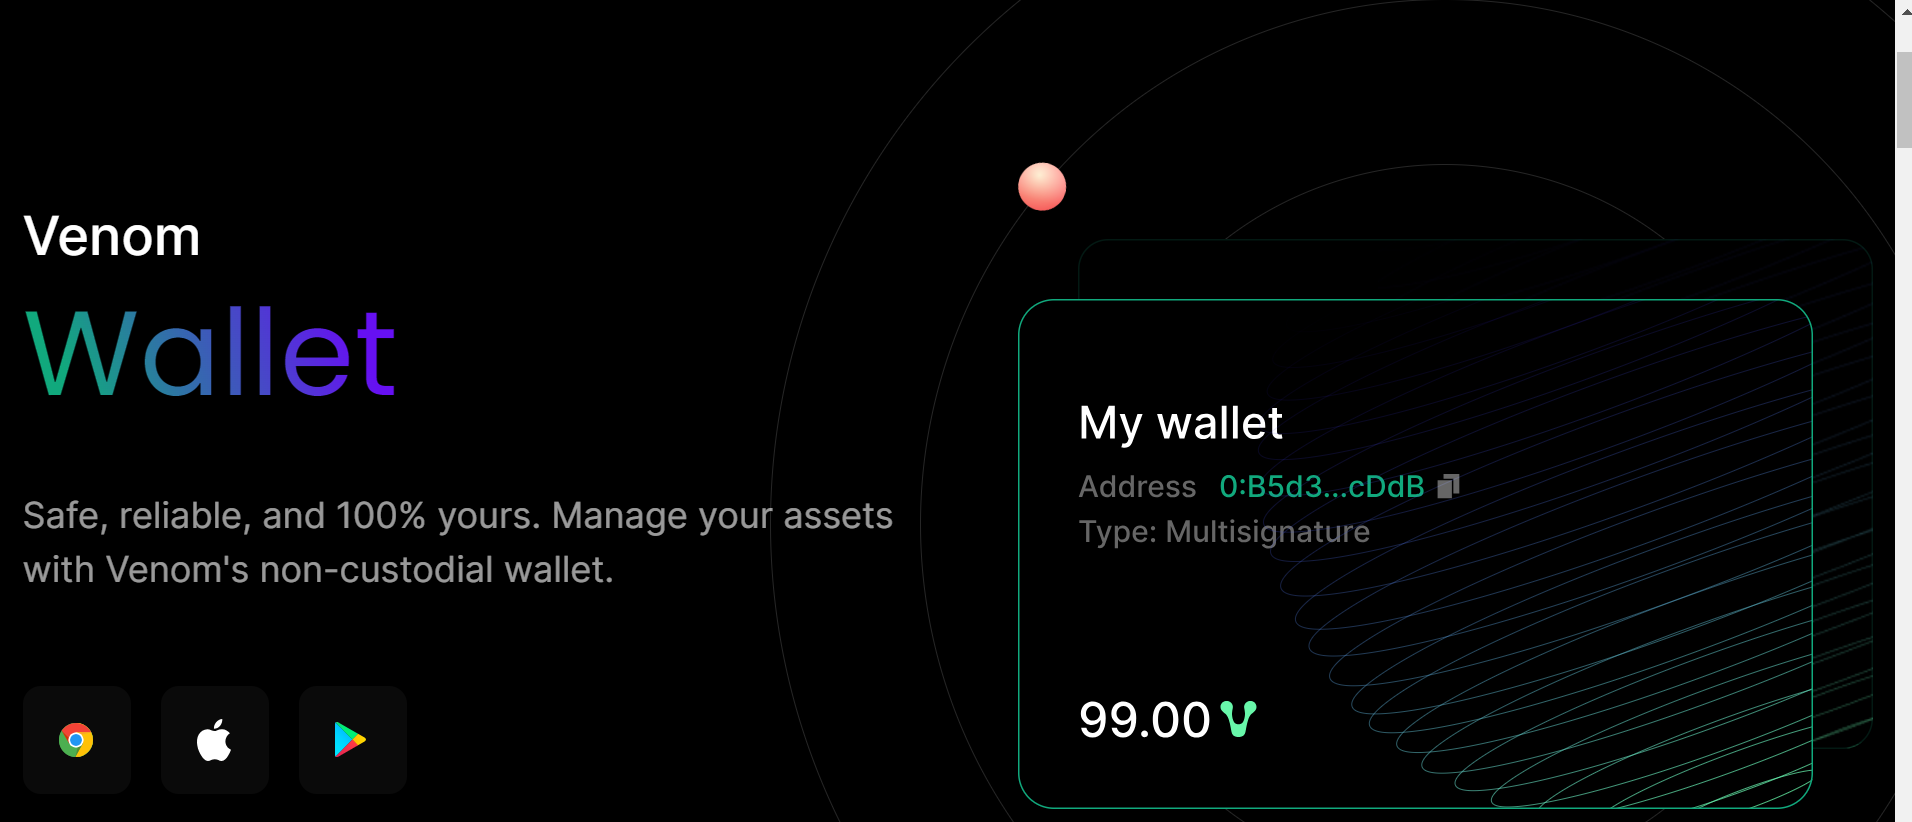 Venom
Wallet
Safe, reliable, and 100% yours. Manage your assets
with Venom's non-custodial wallet.
My wallet
Address 0:B5d3...cDdB
Type: Multisignature
99.00